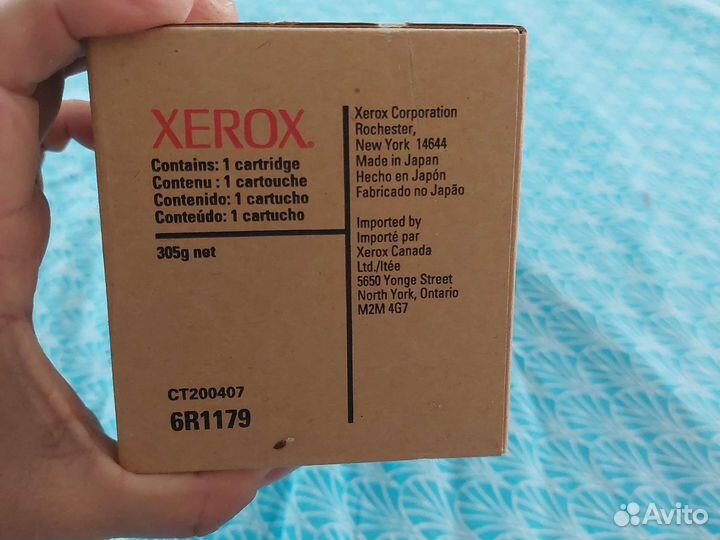 XEROX.
Contains: 1 cartridge
Contenu : 1 cartouche
Contenido: 1 cartucho
Conteúdo: 1 cartucho
305g net
CT200407
6R1179
Xerox Corporation
Rochester,
New York 14644
Made in Japan
Hecho en Japón
Fabricado no Japão
Imported by
Importé par
Xerox Canada
Ltd./ltée
5650 Yonge Street
North York, Ontario
M2M 4G7
Avito